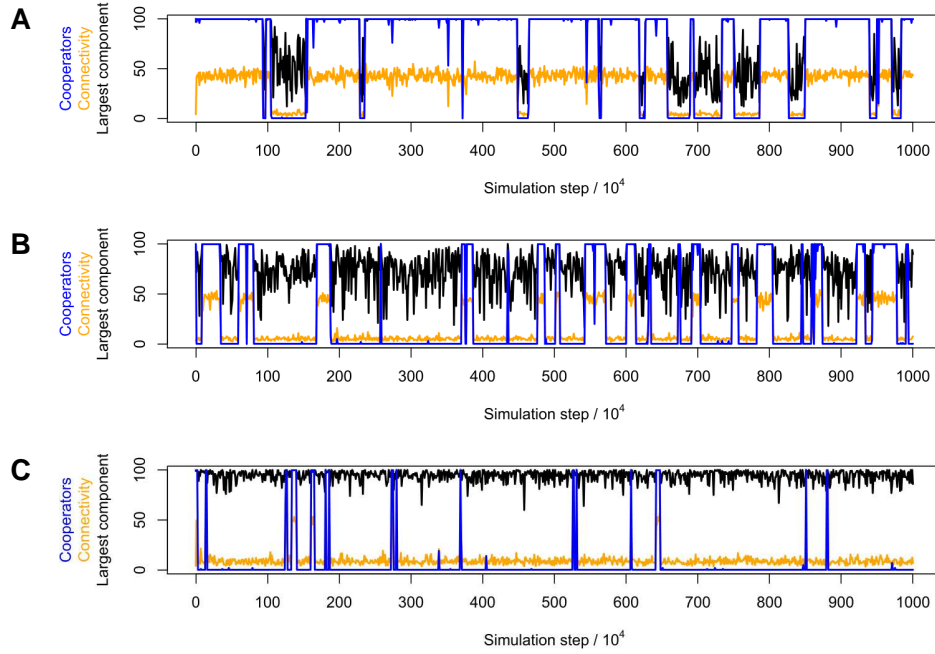 A
Cooperators
Connectivity
Largest component
0 50 100
0 100 200 300 400 500 600 700 800 900 1000
Simulation step / 10⁴
B
Cooperators
Connectivity
Largest component
0 50 100
0 100 200 300 400 500 600 700 800 900 1000
Simulation step / 10⁴
C
Cooperators
Connectivity
Largest component
0 50 100
0 100 200 300 400 500 600 700 800 900 1000
Simulation step / 10⁴